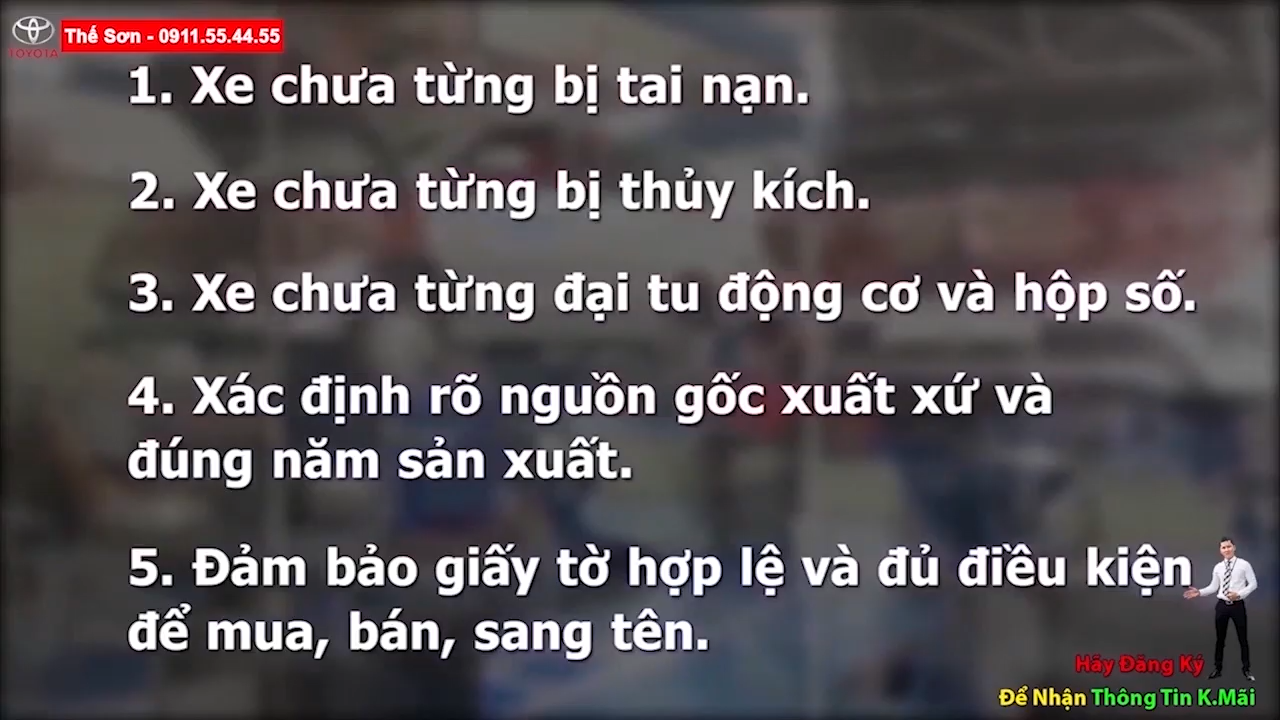 TOYOTA
Thế Sơn - 0911.55.44.55
1. Xe chưa từng bị tai nạn.
2. Xe chưa từng bị thủy kích.
3. Xe chưa từng đại tu động cơ và hộp số.
4. Xác định rõ nguồn gốc xuất xứ và
đúng năm sản xuất.
5. Đảm bảo giấy tờ hợp lệ và đủ điều kiện
để mua, bán, sang tên.
Hãy Đăng Ký
Để Nhận Thông Tin K.Mãi